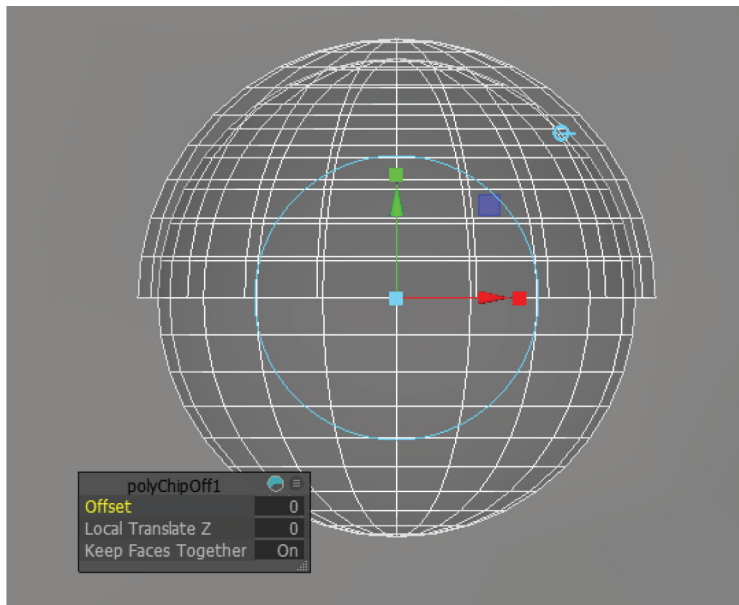 polyChipOff1
Offset 0
Local Translate Z 0
Keep Faces Together On